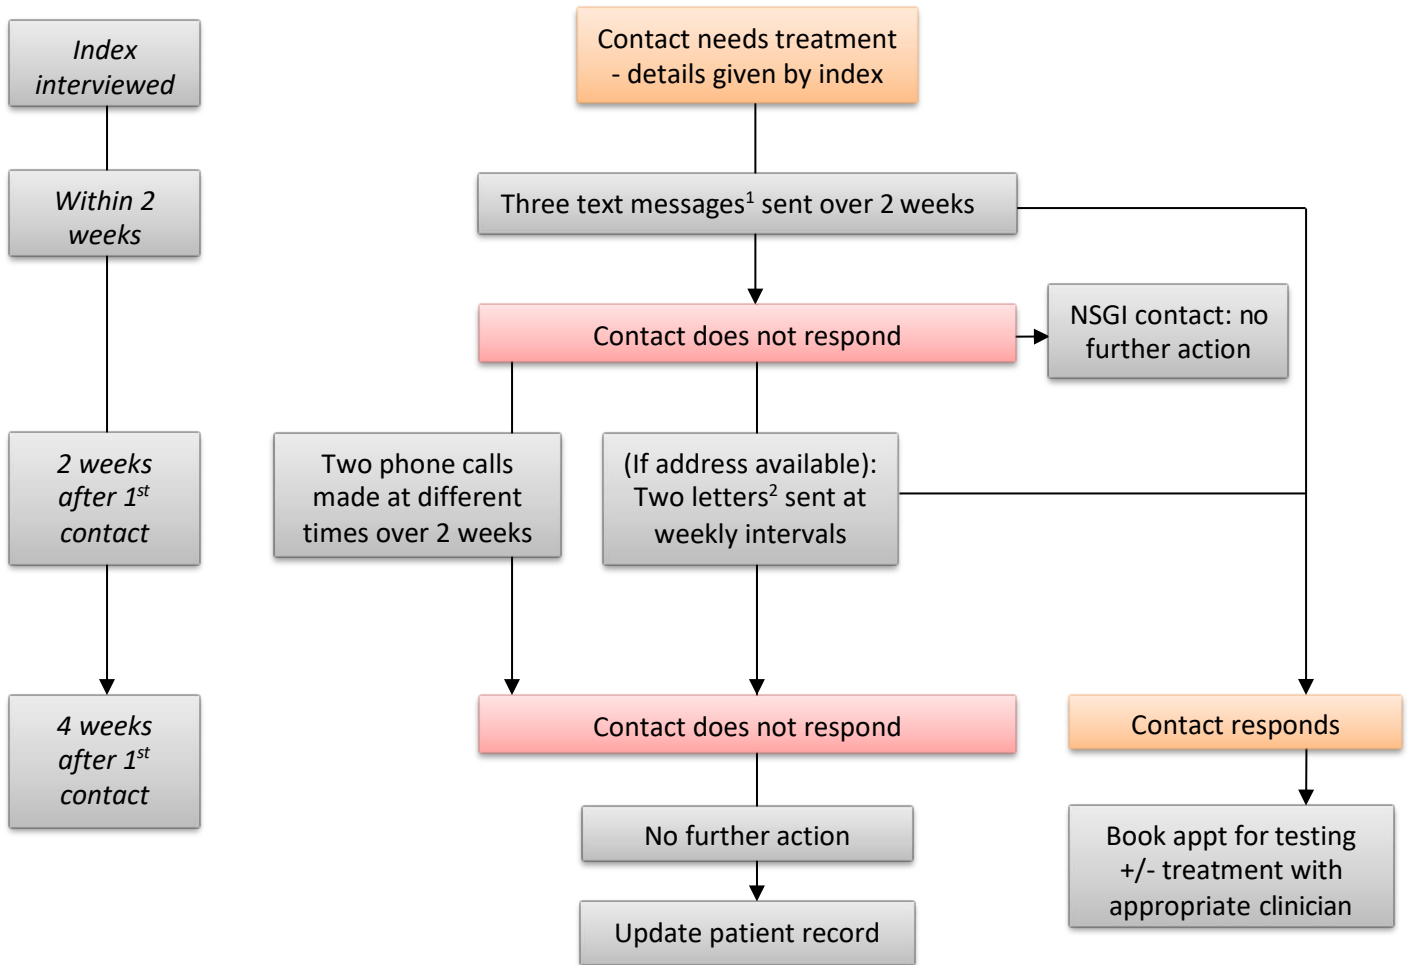 Index
interviewed
Within 2
weeks
2 weeks
after 1st
contact
4 weeks
after 1st
contact
Contact needs treatment
- details given by index
Three text messages1 sent over 2 weeks
Contact does not respond
NSGI contact: no
further action
Two phone calls
made at different
times over 2 weeks
(If address available):
Two letters2 sent at
weekly intervals
Contact does not respond
Contact responds
No further action
Update patient record
Book appt for testing
+/- treatment with
appropriate clinician